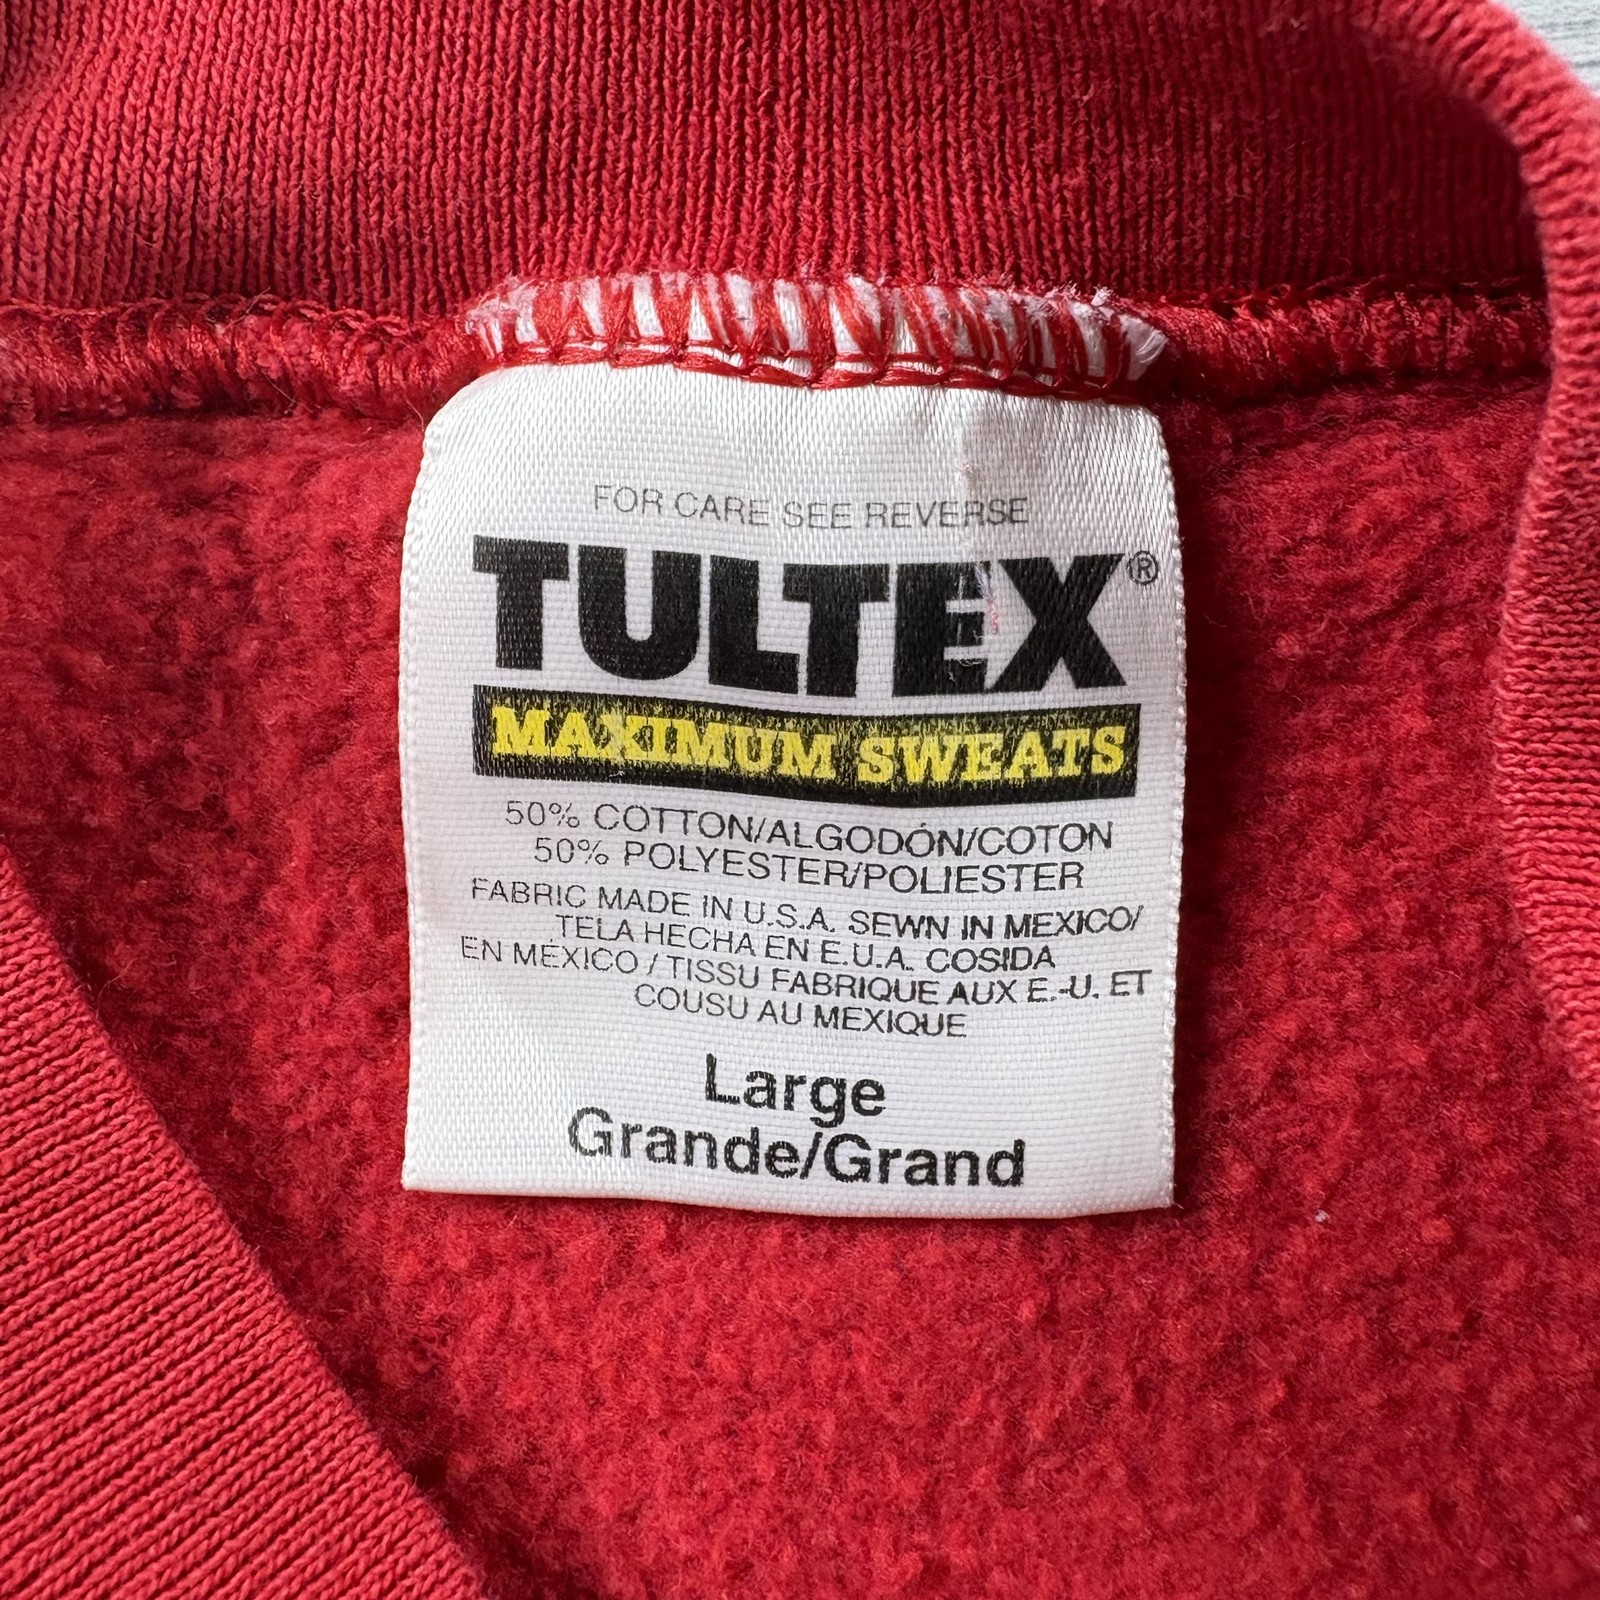 FOR CARE SEE REVERSE
TULTEX®
MAXIMUM SWEATS
50% COTTON/ALGODÓN/COTON
50% POLYESTER/POLIESTER
FABRIC MADE IN U.S.A. SEWN IN MEXICO/
TELA HECHA EN E.U.A. COSIDA
EN MÉXICO / TISSU FABRIQUE AUX E.-U. ET
COUSU AU MEXIQUE
Large
Grande/Grand